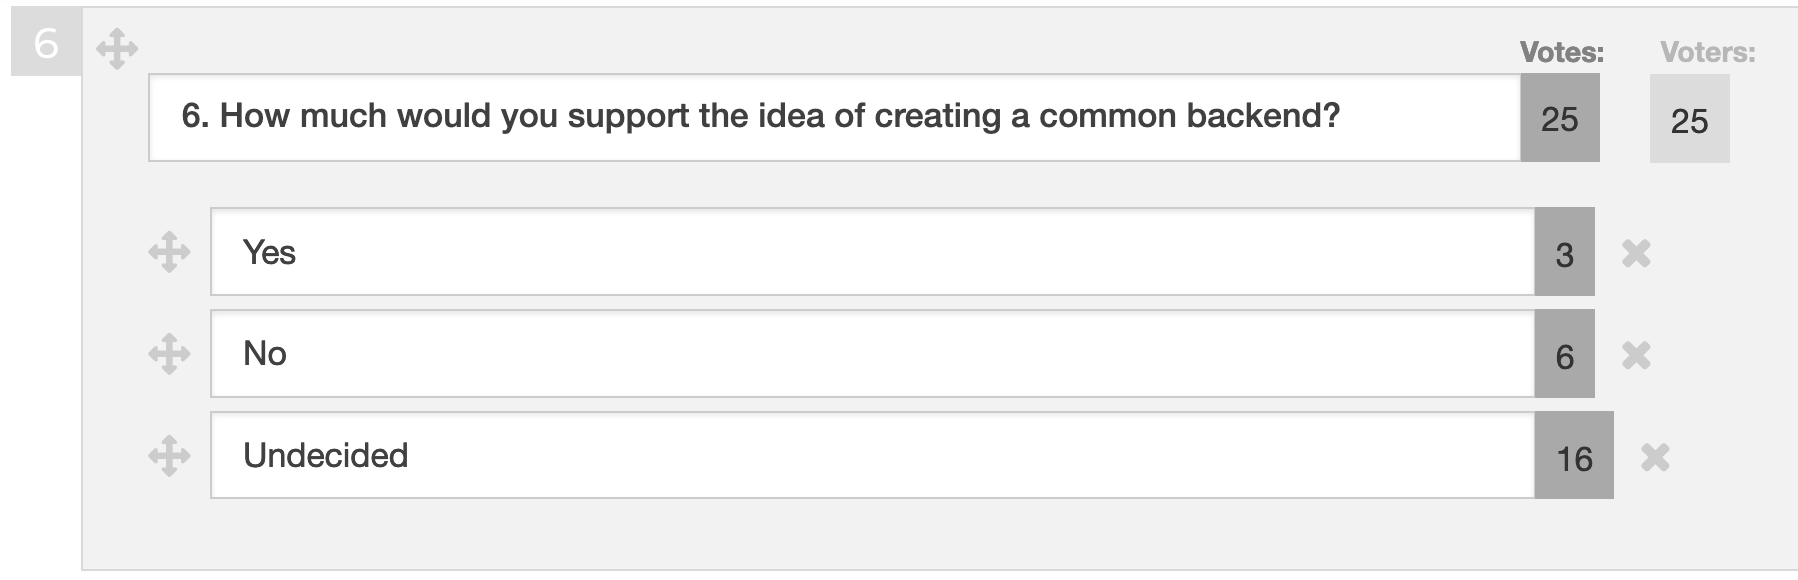 6
Votes: Voters:
6. How much would you support the idea of creating a common backend? 25 25
Yes 3
No 6
Undecided 16